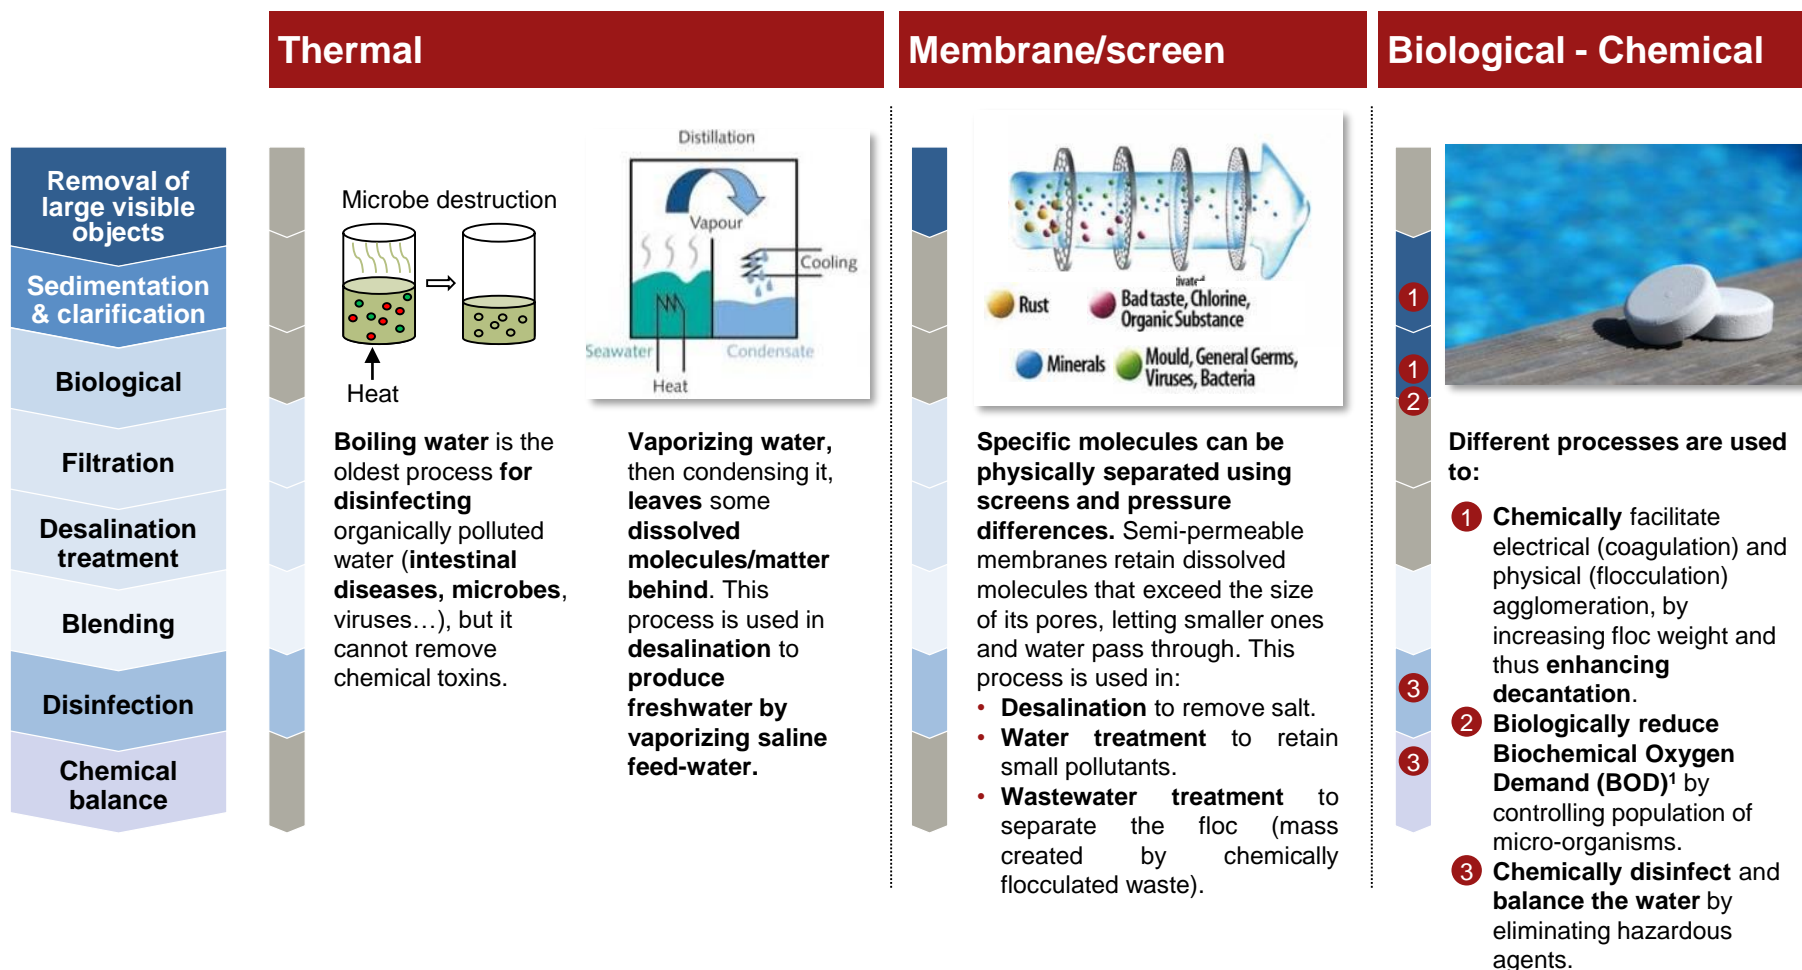 Thermal
Membrane/screen
Biological - Chemical
Removal of
large visible
objects
Sedimentation
& clarification
Biological
Filtration
Desalination
treatment
Blending
Disinfection
Chemical
balance
Microbe destruction
Heat
Distillation
Vapour
Cooling
Seawater
Condensate
Heat
Boiling water is the
oldest process for
disinfecting
organically polluted
water (intestinal
diseases, microbes,
viruses…), but it
cannot remove
chemical toxins.
Vaporizing water,
then condensing it,
leaves some
dissolved
molecules/matter
behind. This
process is used in
desalination to
produce
freshwater by
vaporizing saline
feed-water.
Rust
Bad taste, Chlorine,
Organic Substance
Minerals
Mould, General Germs,
Viruses, Bacteria
Specific molecules can be
physically separated using
screens and pressure
differences. Semi-permeable
membranes retain dissolved
molecules that exceed the size
of its pores, letting smaller ones
and water pass through. This
process is used in:
• Desalination to remove salt.
• Water treatment to retain
small pollutants.
• Wastewater treatment to
separate the floc (mass
created by chemically
flocculated waste).
1
1
2
3
3
Different processes are used
to:
1 Chemically facilitate
electrical (coagulation) and
physical (flocculation)
agglomeration, by
increasing floc weight and
thus enhancing
decantation.
2 Biologically reduce
Biochemical Oxygen
Demand (BOD)¹ by
controlling population of
micro-organisms.
3 Chemically disinfect and
balance the water by
eliminating hazardous
agents.